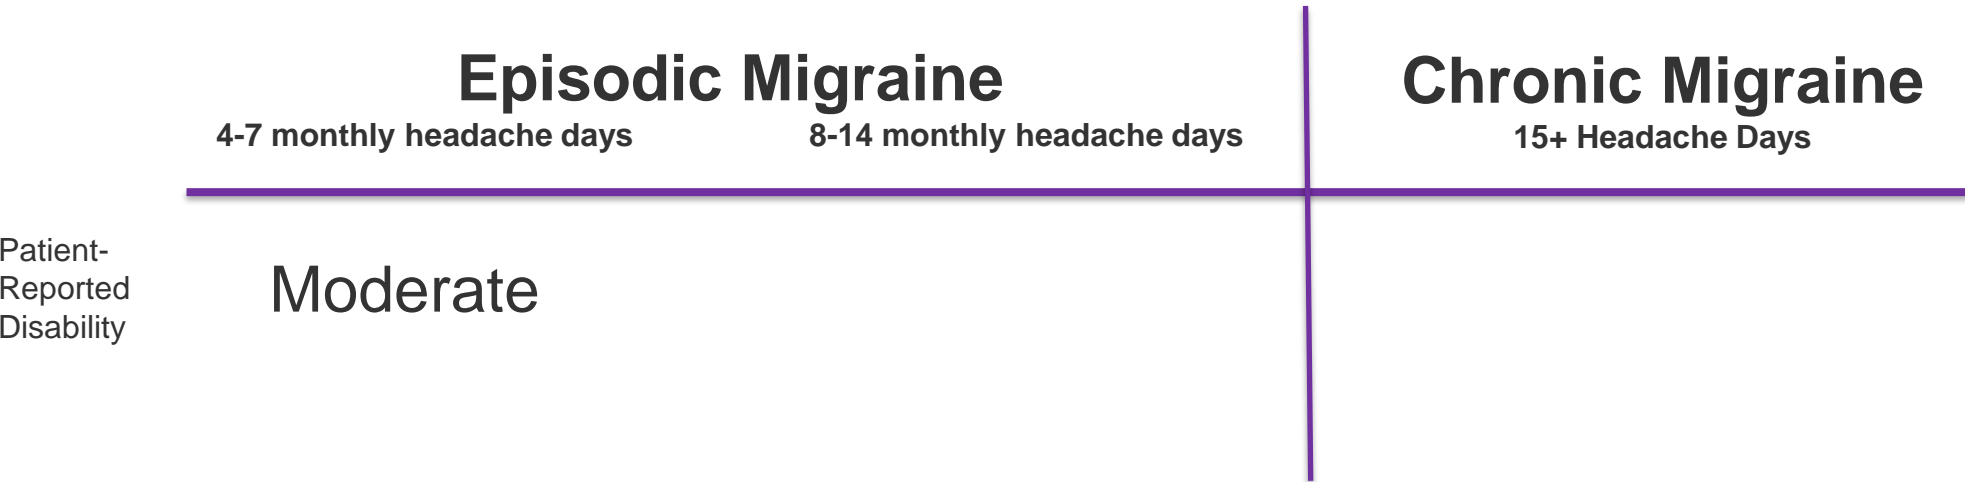 Episodic Migraine
4-7 monthly headache days
8-14 monthly headache days
Chronic Migraine
15+ Headache Days
Patient-
Reported
Disability
Moderate